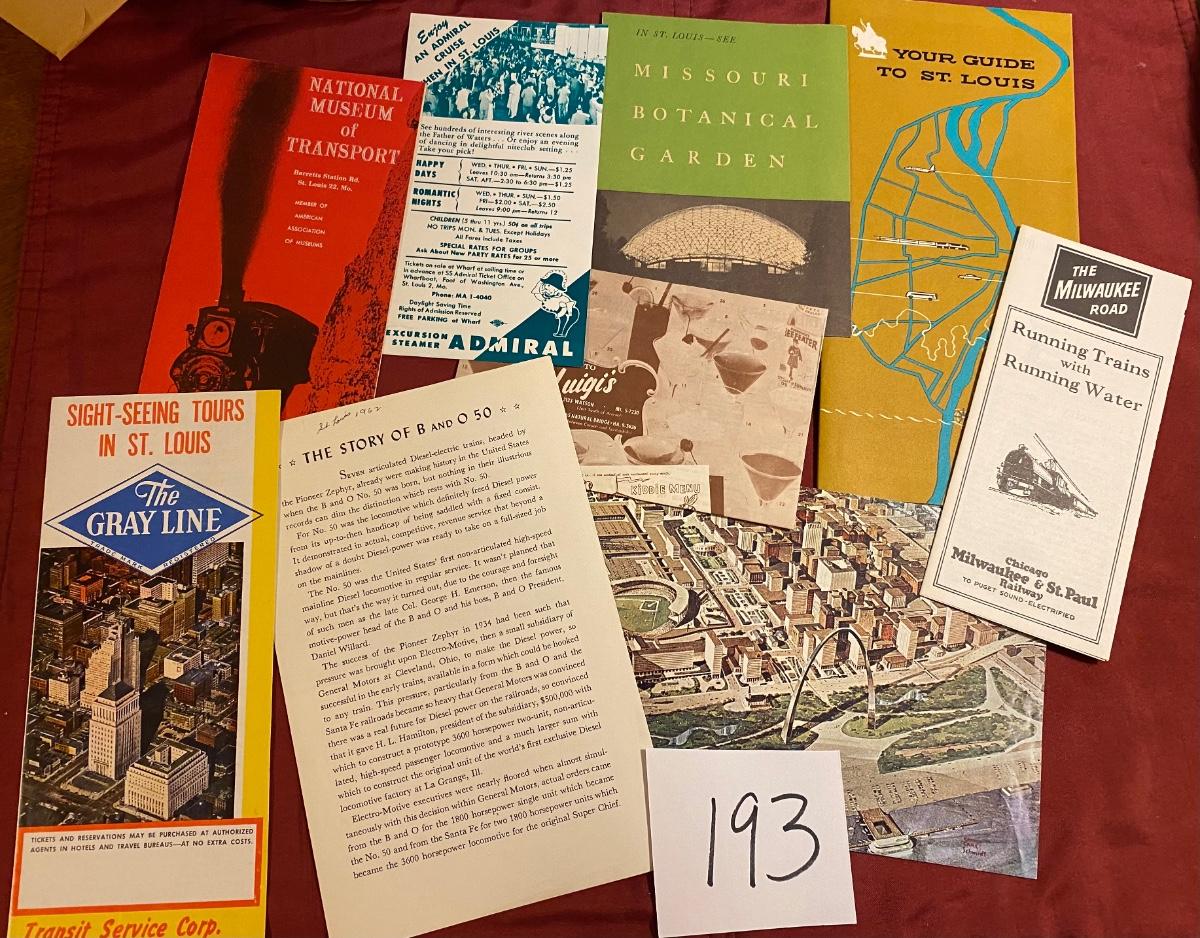 NATIONAL
MUSEUM
of
TRANSPORT
Barretts Station Rd.
St. Louis 22, Mo.
MEMBER OF
AMERICAN
ASSOCIATION
OF MUSEUMS
Enjoy
AN ADMIRAL
CRUISE
WHEN IN ST. LOUIS
See hundreds of interesting river scenes along
the Father of Waters . . . Or enjoy an evening
of dancing in delightful niteclub setting . . .
Take your pick!
HAPPY
DAYS
WED. • THUR. • FRI. • SUN.—$1.25
Leaves 10:30 am—Returns 3:30 pm
SAT. AFT.—2:30 to 6:30 pm—$1.25
ROMANTIC
NIGHTS
WED. • THUR. • SUN.—$1.50
FRI.—$2.00 • SAT.—$2.50
Leaves 9:00 pm—Returns 12
CHILDREN (5 thru 11 yrs.) 50¢ on all trips
NO TRIPS MON. & TUES. Except Holidays
All Fares Include Taxes
SPECIAL RATES FOR GROUPS
Ask About New PARTY RATES for 25 or more
Tickets on sale at Wharf at sailing time or
in advance at SS Admiral Ticket Office on
Wharfboat, Foot of Washington Ave.,
St. Louis 2, Mo.
Phone: MA 1-4040
Daylight Saving Time
Rights of Admission Reserved
FREE PARKING at Wharf
EXCURSION
STEAMER ADMIRAL
IN ST. LOUIS—SEE
MISSOURI
BOTANICAL
GARDEN
YOUR GUIDE
TO ST. LOUIS
TO
Luigi's
WATSON
NATURAL BRIDGE
BEEFEATER
KIDDIE MENU
THE
MILWAUKEE
ROAD
Running Trains
with
Running Water
Chicago
Milwaukee & St. Paul
Railway
TO PUGET SOUND-ELECTRIFIED
SIGHT-SEEING TOURS
IN ST. LOUIS
The
GRAY LINE
TRADE MARK REGISTERED
TICKETS AND RESERVATIONS MAY BE PURCHASED AT AUTHORIZED
AGENTS IN HOTELS AND TRAVEL BUREAUS—AT NO EXTRA COSTS.
Transit Service Corp.
St Louis 1962
☆ THE STORY OF B AND O 50 ☆ ☆
SEVEN articulated Diesel-electric trains, headed by
the Pioneer Zephyr, already were making history in the United States
when the B and O No. 50 was born, but nothing in their illustrious
records can dim the distinction which rests with No. 50.
For No. 50 was the locomotive which definitely freed Diesel power
from its up-to-then handicap of being saddled with a fixed consist.
It demonstrated in actual, competitive, revenue service that beyond a
shadow of a doubt Diesel-power was ready to take on a full-sized job
on the mainlines.
The No. 50 was the United States' first non-articulated high-speed
mainline Diesel locomotive in regular service. It wasn't planned that
way, but that's the way it turned out, due to the courage and foresight
of such men as the late Col. George H. Emerson, then the famous
motive-power head of the B and O and his boss, B and O President,
Daniel Willard.
The success of the Pioneer Zephyr in 1934 had been such that
pressure was brought upon Electro-Motive, then a small subsidiary of
General Motors at Cleveland, Ohio, to make the Diesel power, so
successful in the early trains, available in a form which could be hooked
to any train. This pressure, particularly from the B and O and the
Santa Fe railroads became so heavy that General Motors was convinced
there was a real future for Diesel power on the railroads, so convinced
that it gave H. L. Hamilton, president of the subsidiary, $500,000 with
which to construct a prototype 3600 horsepower two-unit, non-articu-
lated, high-speed passenger locomotive and a much larger sum with
which to construct the original unit of the world's first exclusive Diesel
locomotive factory at La Grange, Ill.
Electro-Motive executives were nearly floored when almost simul-
taneously with this decision within General Motors, actual orders came
from the B and O for the 1800 horsepower single unit which became
the No. 50 and from the Santa Fe for two 1800 horsepower units which
became the 3600 horsepower locomotive for the original Super Chief.
193